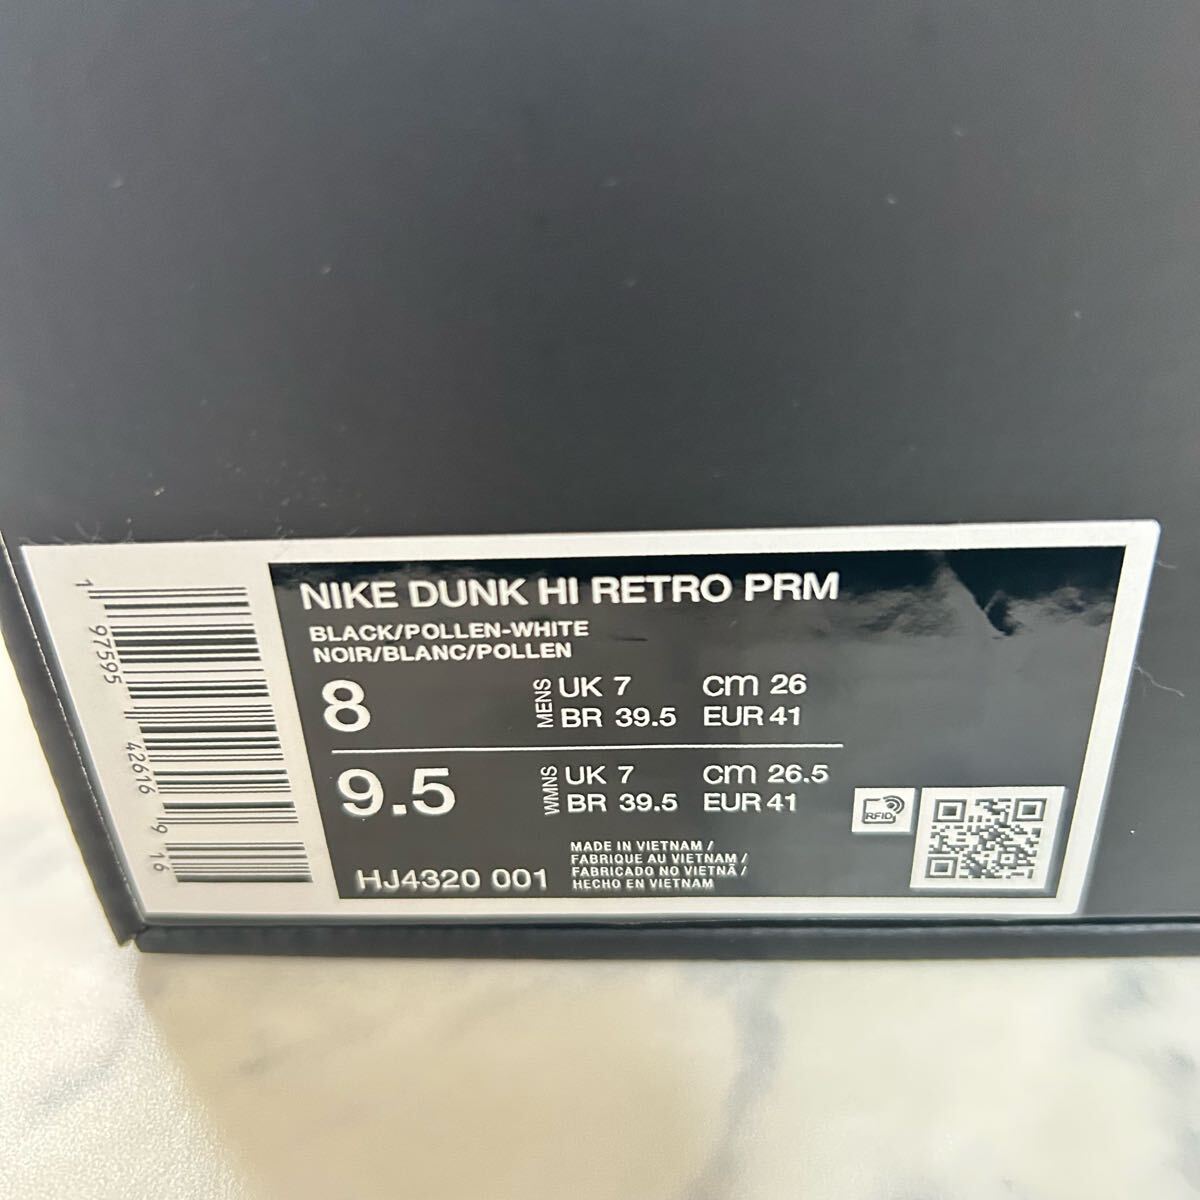 NIKE DUNK HI RETRO PRM
BLACK/POLLEN-WHITE
NOIR/BLANC/POLLEN
8 MENS UK 7 cm 26
BR 39.5 EUR 41
9.5 WMNS UK 7 cm 26.5
BR 39.5 EUR 41
HJ4320 001
MADE IN VIETNAM /
FABRIQUE AU VIETNAM /
FABRICADO NO VIETNÃ /
HECHO EN VIETNAM
RFID
1 97595 42616 9 16